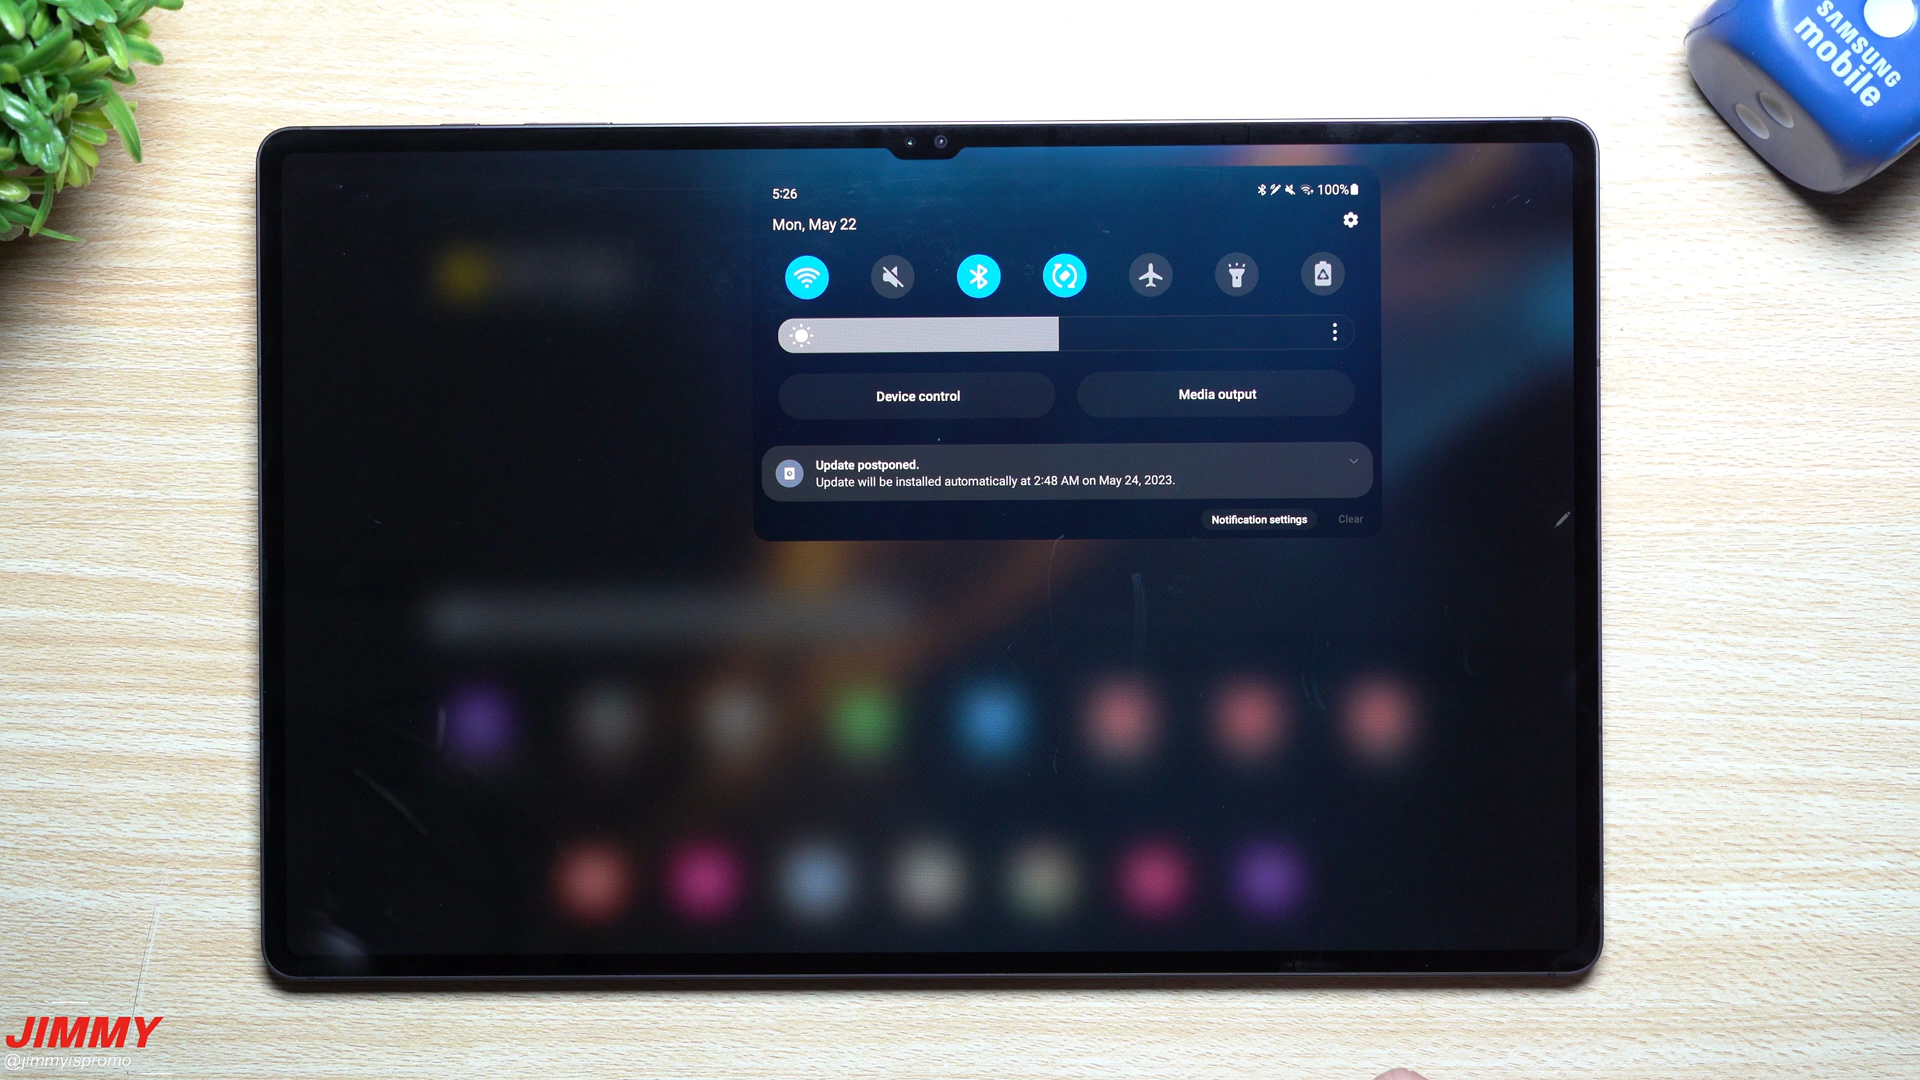 SAMSUNG
mobile
5:26
100%
Mon, May 22
Device control
Media output
Update postponed.
Update will be installed automatically at 2:48 AM on May 24, 2023.
Notification settings
Clear
JIMMY
@jimmyispromo